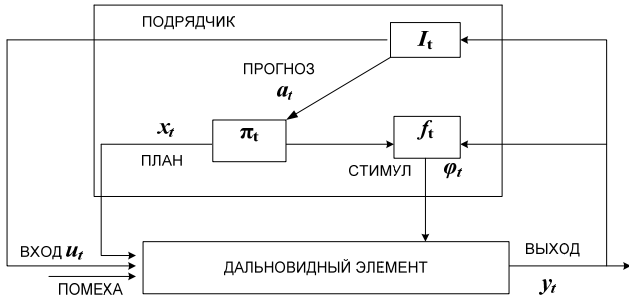 ПОДРЯДЧИК
I_t
ПРОГНОЗ
a_t
x_t
π_t
f_t
ПЛАН
СТИМУЛ φ_t
ВХОД u_t
ДАЛЬНОВИДНЫЙ ЭЛЕМЕНТ
ВЫХОД
ПОМЕХА
y_t